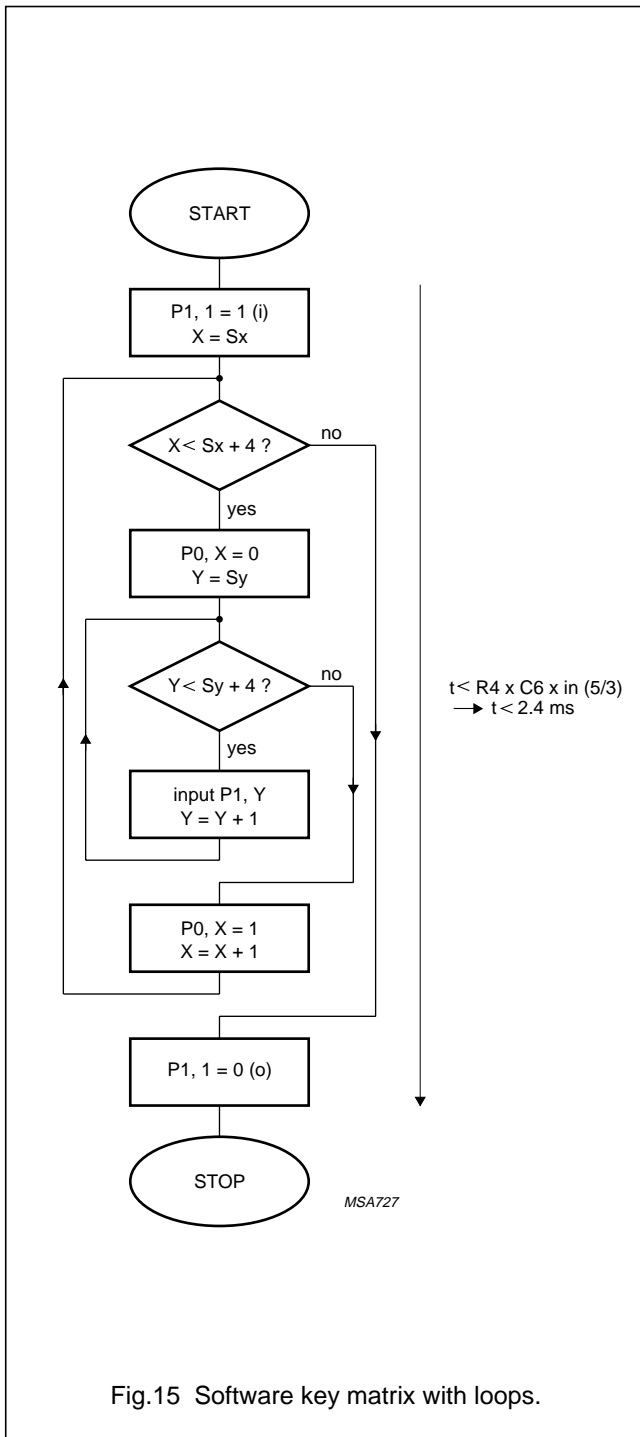 START
P1, 1 = 1 (i)
X = Sx
X< Sx + 4 ?
no
yes
P0, X = 0
Y = Sy
Y< Sy + 4 ?
no
yes
input P1, Y
Y = Y + 1
P0, X = 1
X = X + 1
P1, 1 = 0 (o)
STOP
t< R4 x C6 x in (5/3)
→ t< 2.4 ms
MSA727
Fig.15 Software key matrix with loops.